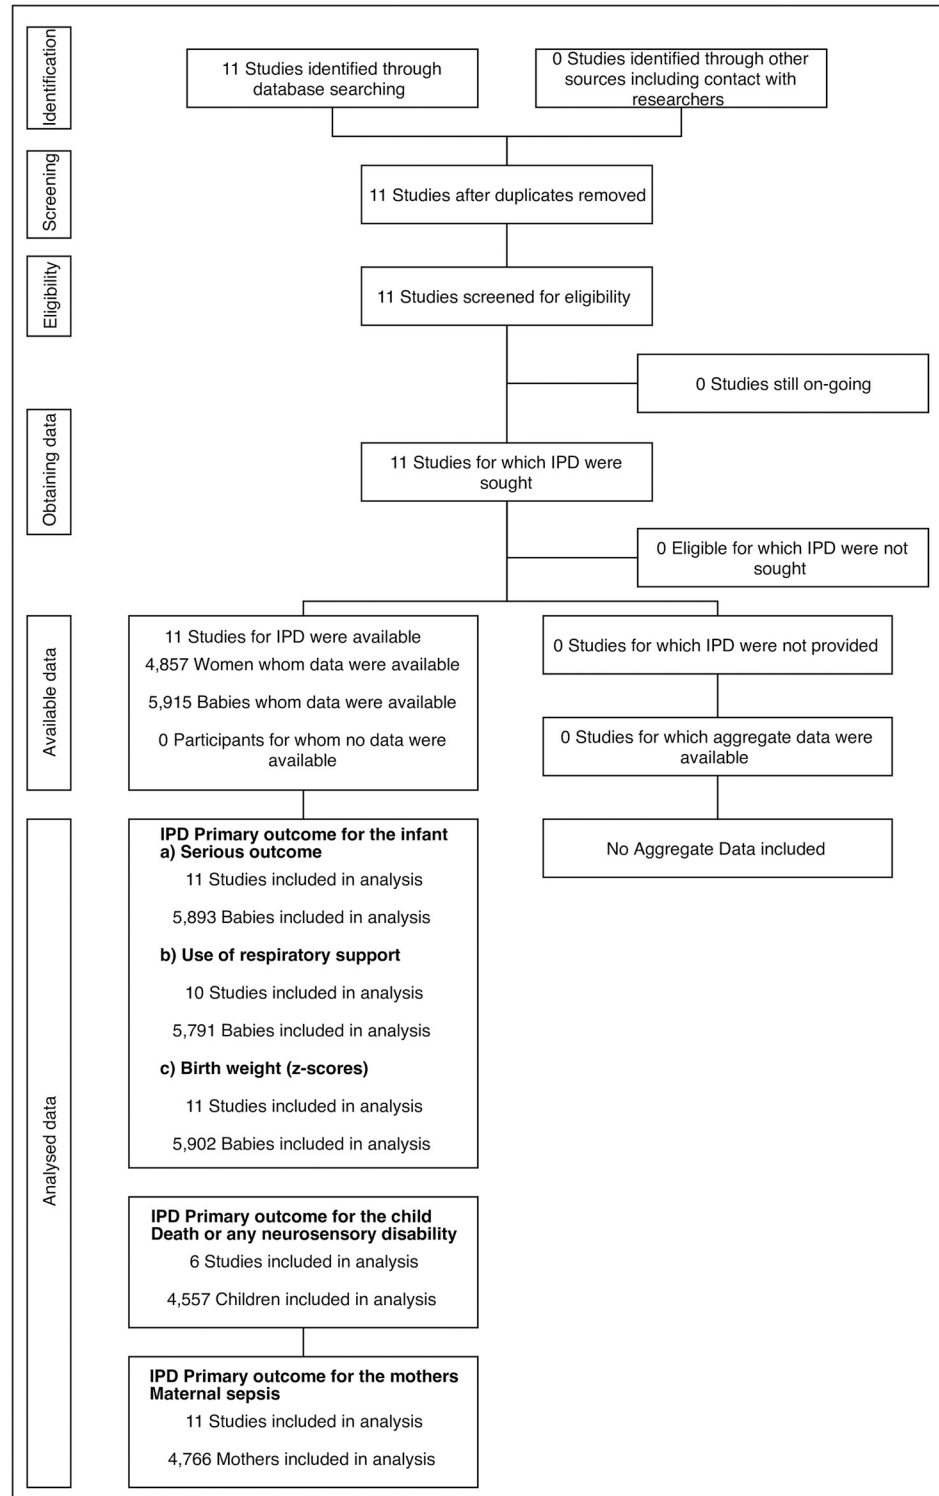 Identification
11 Studies identified through
database searching
0 Studies identified through other
sources including contact with
researchers
Screening
11 Studies after duplicates removed
Eligibility
11 Studies screened for eligibility
0 Studies still on-going
Obtaining data
11 Studies for which IPD were
sought
0 Eligible for which IPD were not
sought
Available data
11 Studies for IPD were available
4,857 Women whom data were available
5,915 Babies whom data were available
0 Participants for whom no data were
available
0 Studies for which IPD were not provided
0 Studies for which aggregate data were
available
No Aggregate Data included
Analysed data
IPD Primary outcome for the infant
a) Serious outcome
11 Studies included in analysis
5,893 Babies included in analysis
b) Use of respiratory support
10 Studies included in analysis
5,791 Babies included in analysis
c) Birth weight (z-scores)
11 Studies included in analysis
5,902 Babies included in analysis
IPD Primary outcome for the child
Death or any neurosensory disability
6 Studies included in analysis
4,557 Children included in analysis
IPD Primary outcome for the mothers
Maternal sepsis
11 Studies included in analysis
4,766 Mothers included in analysis